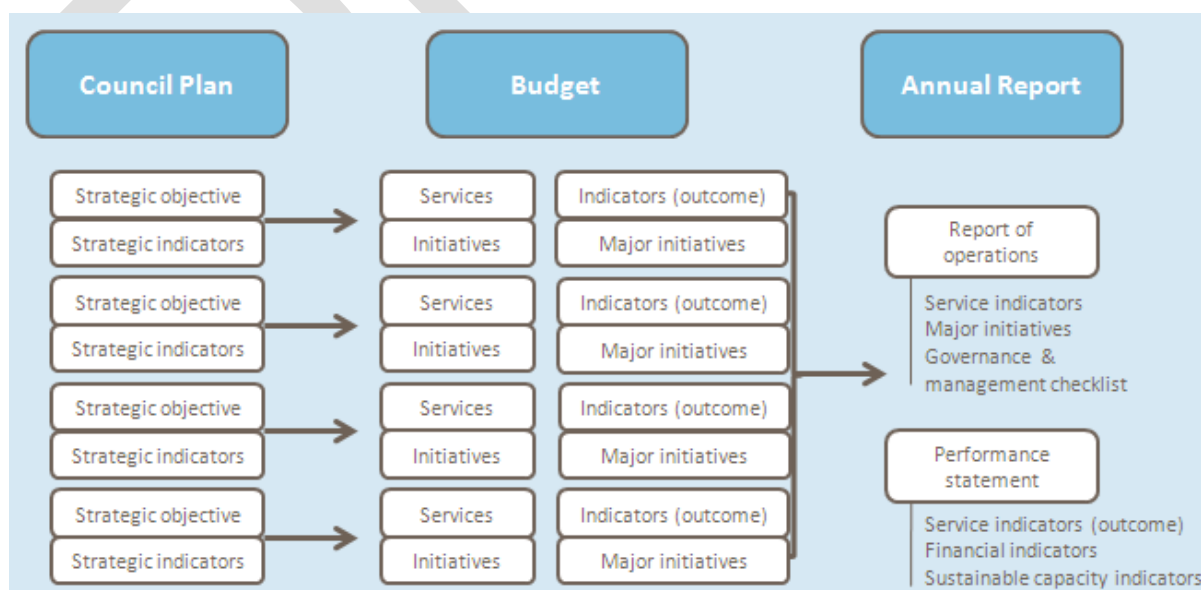 Council Plan
Budget
Annual Report
Strategic objective
Strategic indicators
Services
Initiatives
Indicators (outcome)
Major initiatives
Strategic objective
Strategic indicators
Services
Initiatives
Indicators (outcome)
Major initiatives
Strategic objective
Strategic indicators
Services
Initiatives
Indicators (outcome)
Major initiatives
Strategic objective
Strategic indicators
Services
Initiatives
Indicators (outcome)
Major initiatives
Report of
operations
Service indicators
Major initiatives
Governance &
management checklist
Performance
statement
Service indicators (outcome)
Financial indicators
Sustainable capacity indicators